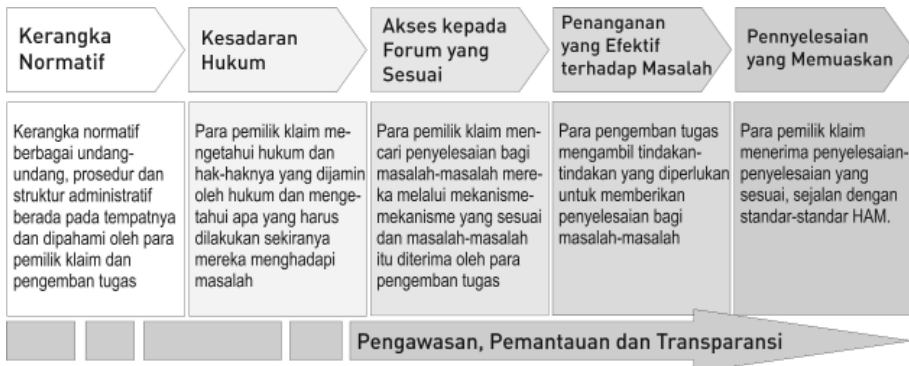 Kerangka
Normatif
Kesadaran
Hukum
Akses kepada
Forum yang
Sesuai
Penanganan
yang Efektif
terhadap Masalah
Pennyelesaian
yang Memuaskan
Kerangka normatif
berbagai undang-
undang, prosedur dan
struktur administratif
berada pada tempatnya
dan dipahami oleh para
pemilik klaim dan
pengemban tugas
Para pemilik klaim me-
ngetahui hukum dan
hak-haknya yang dijamin
oleh hukum dan menge-
tahui apa yang harus
dilakukan sekiranya
mereka menghadapi
masalah
Para pemilik klaim men-
cari penyelesaian bagi
masalah-masalah mere-
ka melalui mekanisme-
mekanisme yang sesuai
dan masalah-masalah
itu diterima oleh para
pengemban tugas
Para pengemban tugas
mengambil tindakan-
tindakan yang diperlukan
untuk memberikan
penyelesaian bagi
masalah-masalah
Para pemilik klaim
menerima penyelesaian-
penyelesaian yang
sesuai, sejalan dengan
standar-standar HAM.
Pengawasan, Pemantauan dan Transparansi